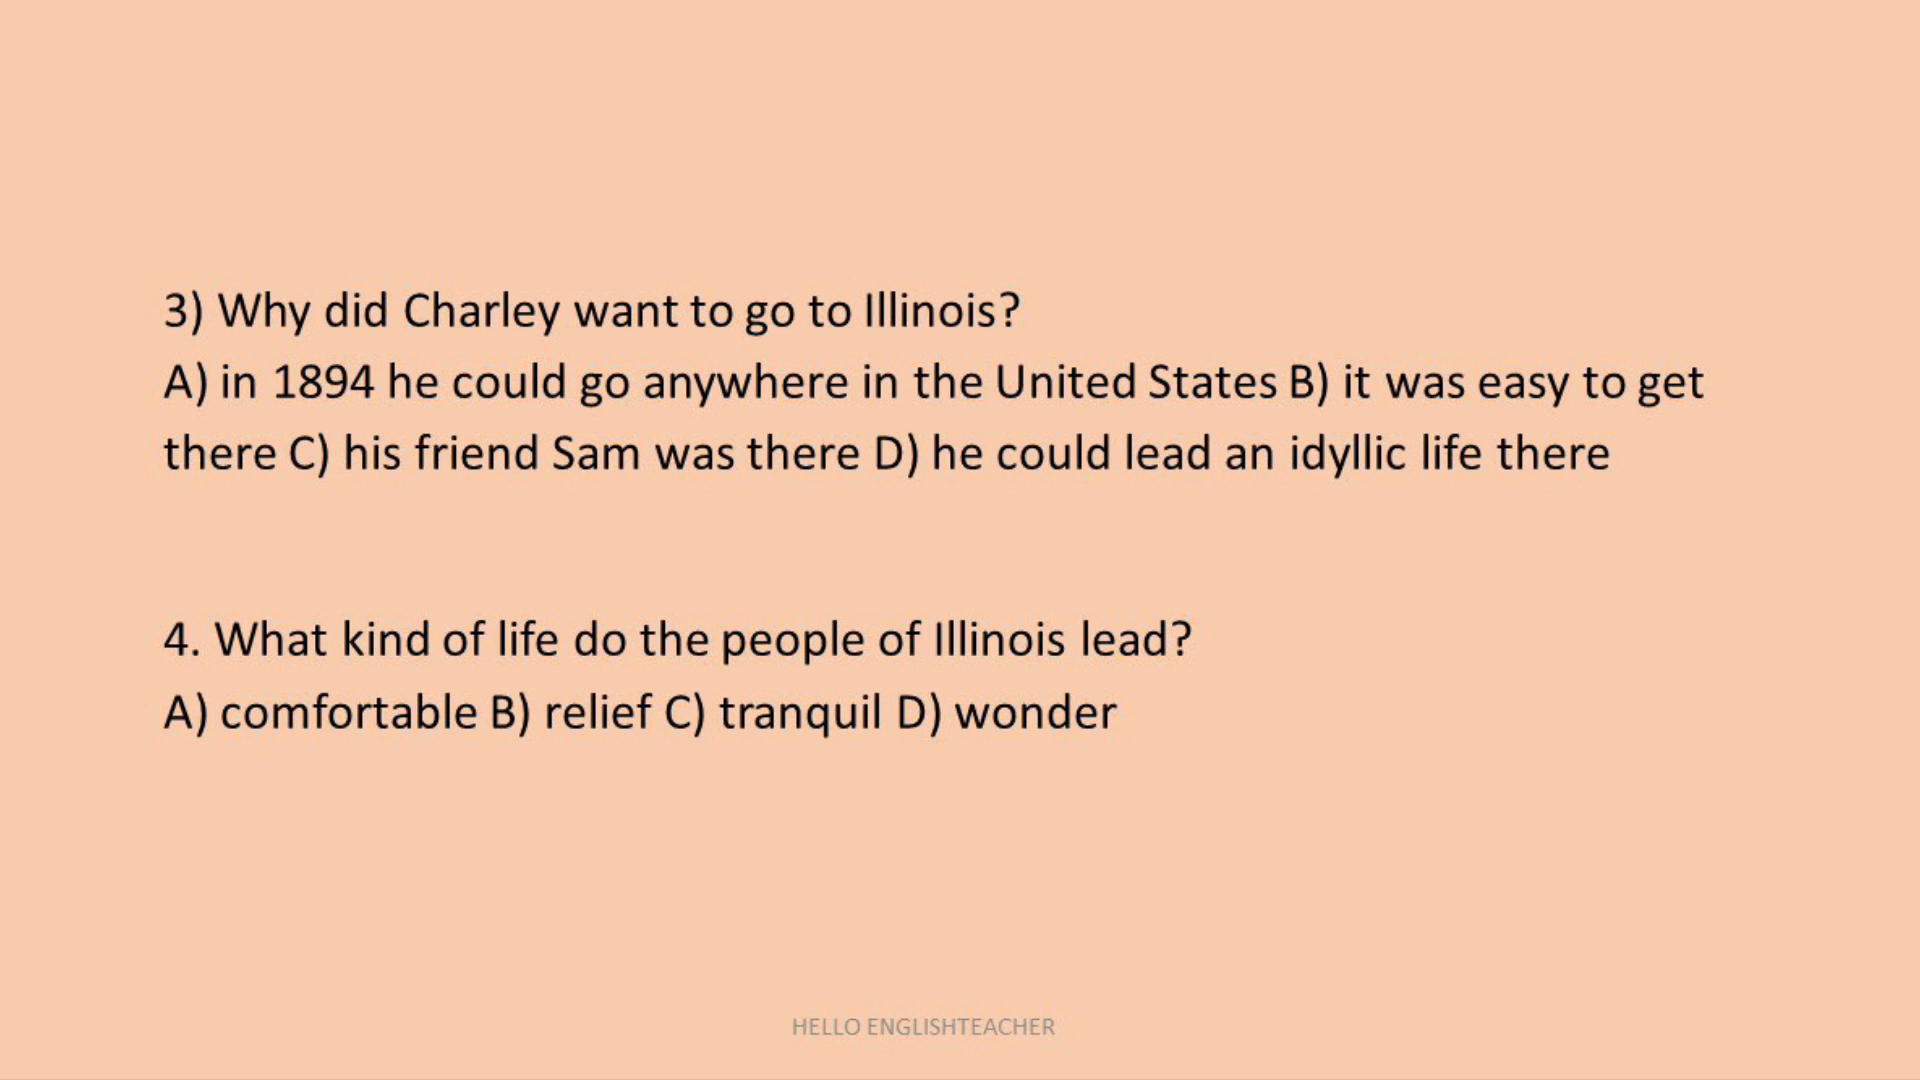 3) Why did Charley want to go to Illinois?
A) in 1894 he could go anywhere in the United States B) it was easy to get
there C) his friend Sam was there D) he could lead an idyllic life there
4. What kind of life do the people of Illinois lead?
A) comfortable B) relief C) tranquil D) wonder
HELLO ENGLISHTEACHER